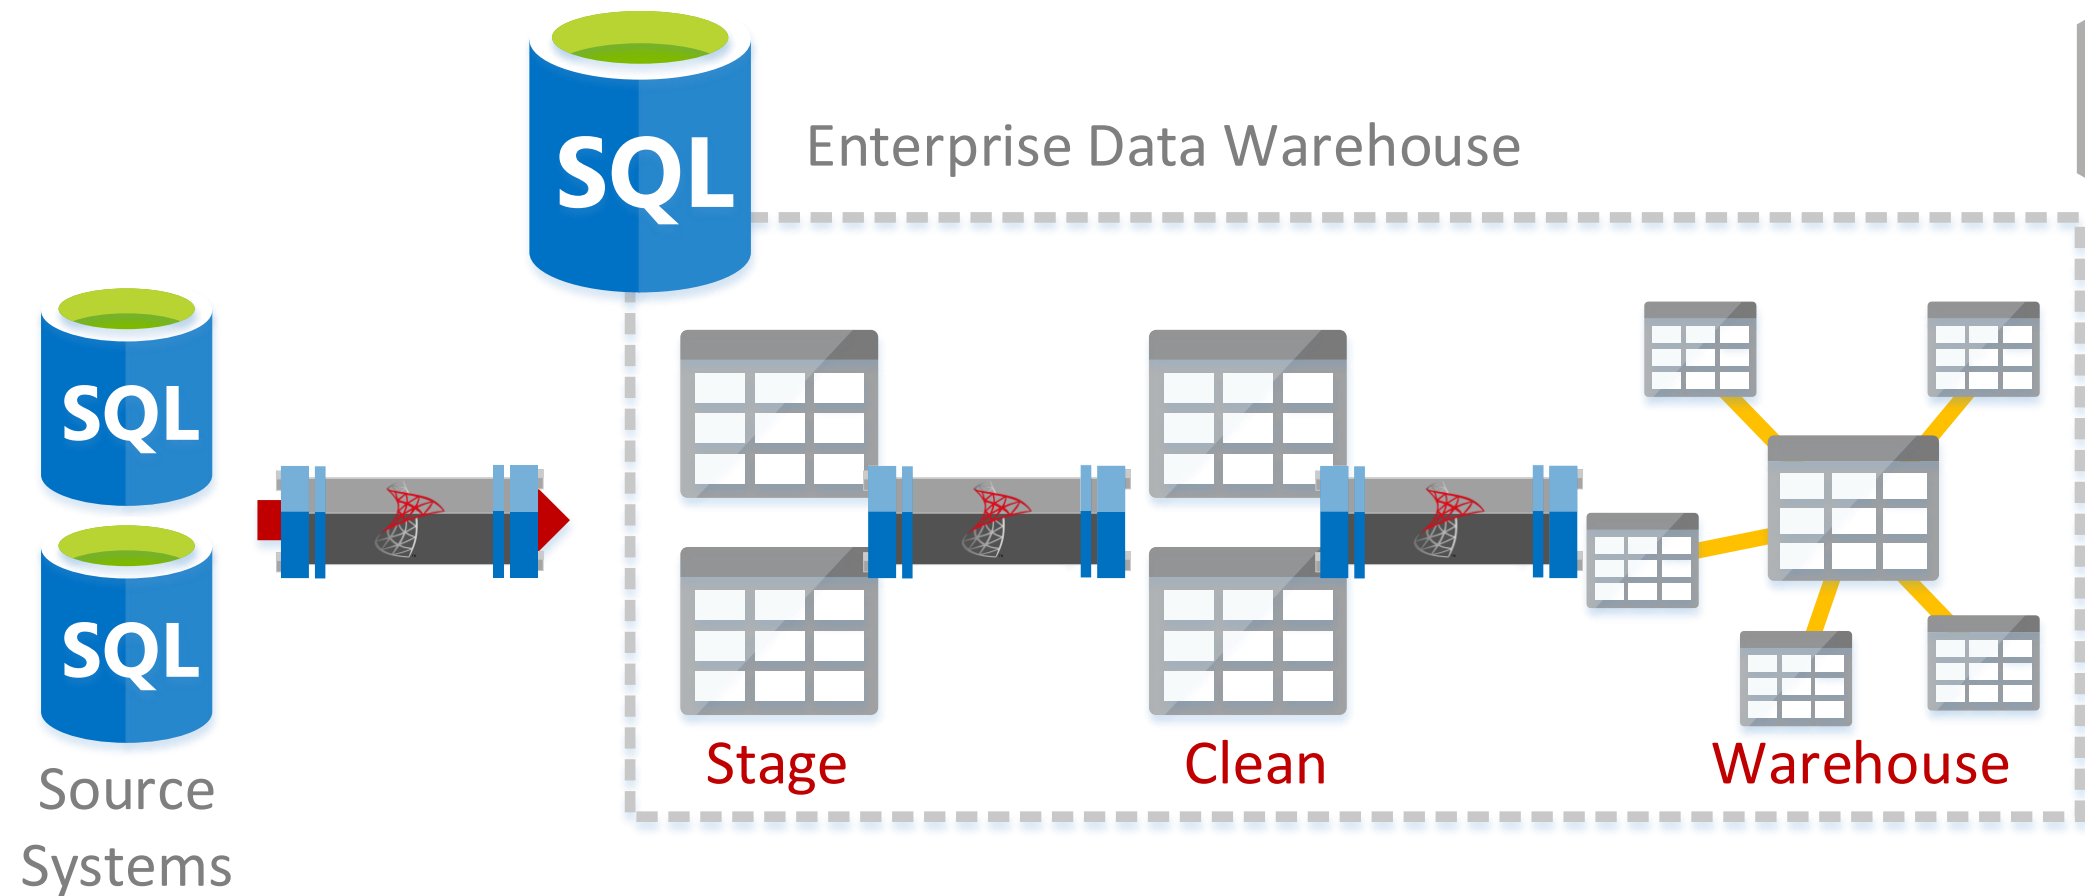 SQL
Enterprise Data Warehouse
SQL
SQL
Source
Systems
Stage
Clean
Warehouse